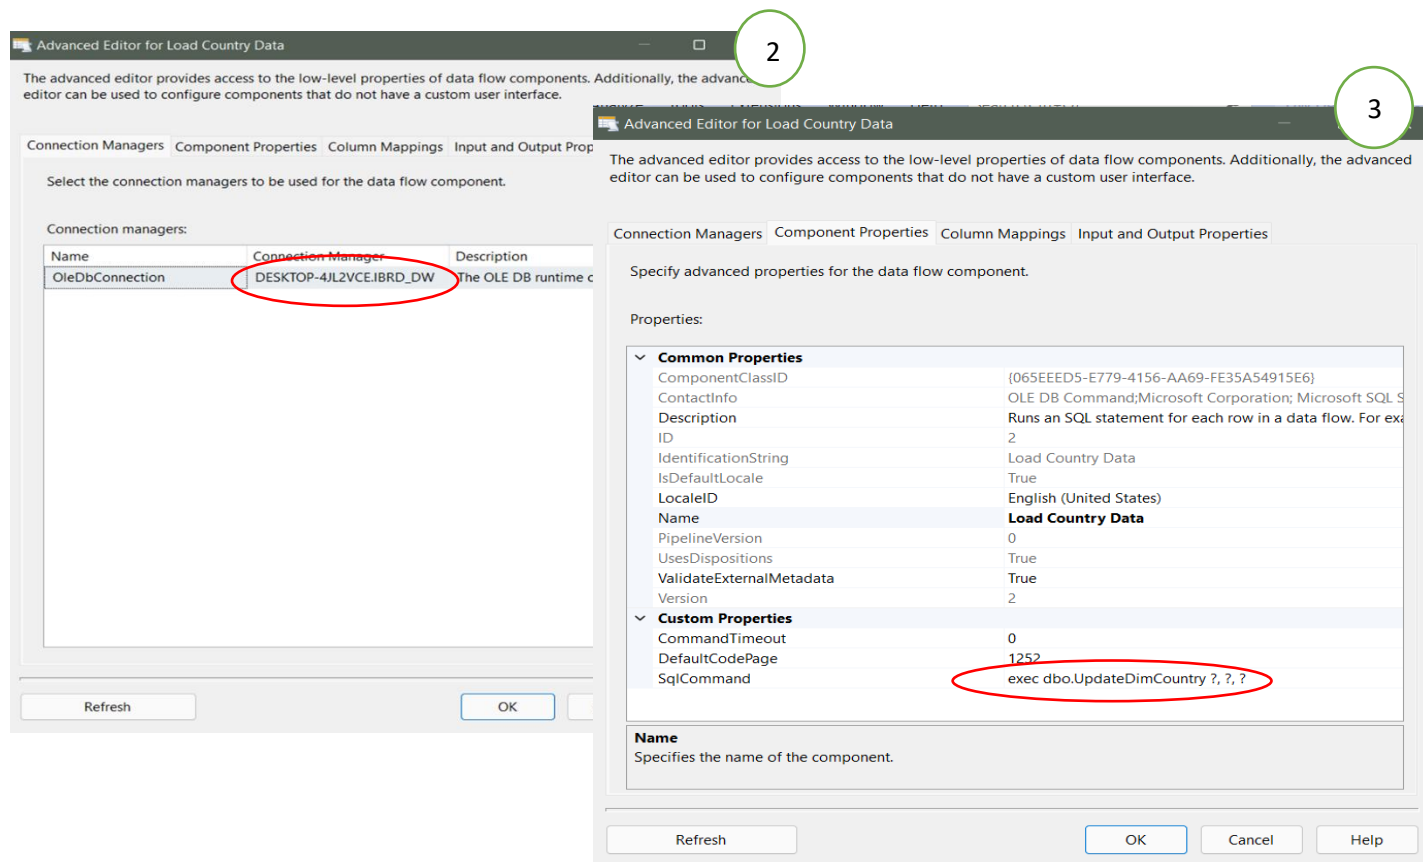 2
Advanced Editor for Load Country Data
The advanced editor provides access to the low-level properties of data flow components. Additionally, the
editor can be used to configure components that do not have a custom user interface.
Connection Managers Component Properties Column Mappings Input and Output
Select the connection managers to be used for the data flow component.
Connection managers:
Name Connection Manager Description
OleDbConnection DESKTOP-4JL2VCE.IBRD_DW The OLE DB runtime
Refresh OK
3
Advanced Editor for Load Country Data
The advanced editor provides access to the low-level properties of data flow components. Additionally, the advanced
editor can be used to configure components that do not have a custom user interface.
Connection Managers Component Properties Column Mappings Input and Output Properties
Specify advanced properties for the data flow component.
Properties:
Common Properties
ComponentClassID {065EEED5-E779-4156-AA69-FE35A54915E6}
ContactInfo OLE DB Command;Microsoft Corporation; Microsoft SQL S
Description Runs an SQL statement for each row in a data flow. For exa
ID 2
IdentificationString Load Country Data
IsDefaultLocale True
LocaleID English (United States)
Name Load Country Data
PipelineVersion 0
UsesDispositions True
ValidateExternalMetadata True
Version 2
Custom Properties
CommandTimeout 0
DefaultCodePage 1252
SqlCommand exec dbo.UpdateDimCountry ?, ?, ?
Name
Specifies the name of the component.
Refresh OK Cancel Help